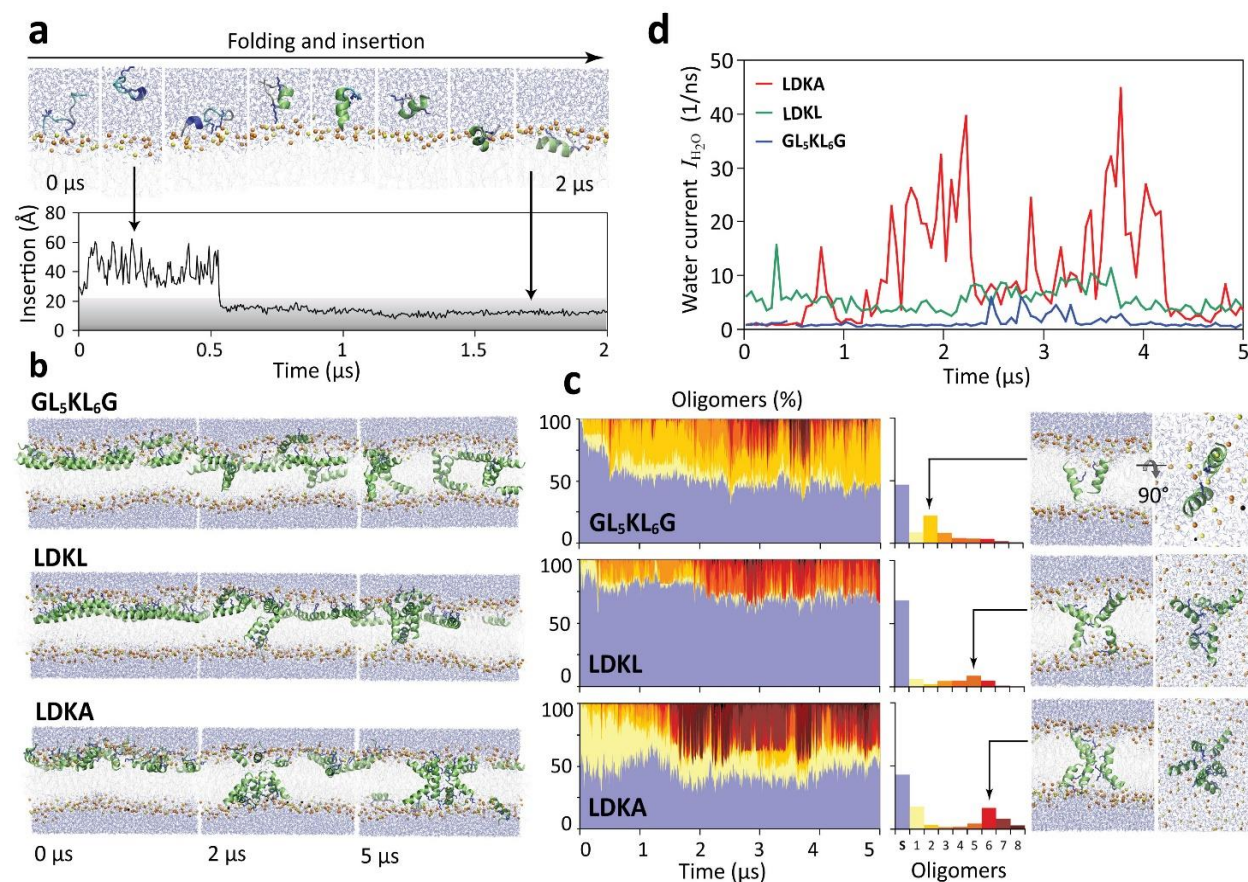 a
Folding and insertion
0 µs
2 µs
Insertion (Å)
80
60
40
20
0
0
0.5
1
1.5
2
Time (µs)
b
GL₅KL₆G
LDKL
LDKA
0 µs
2 µs
5 µs
c
Oligomers (%)
100
50
0
GL₅KL₆G
100
50
0
LDKL
100
50
0
LDKA
0
1
2
3
4
5
Time (µs)
90°
S 1 2 3 4 5 6 7 8
Oligomers
d
Water current I_H₂O (1/ns)
50
40
30
20
10
0
LDKA
LDKL
GL₅KL₆G
0
1
2
3
4
5
Time (µs)